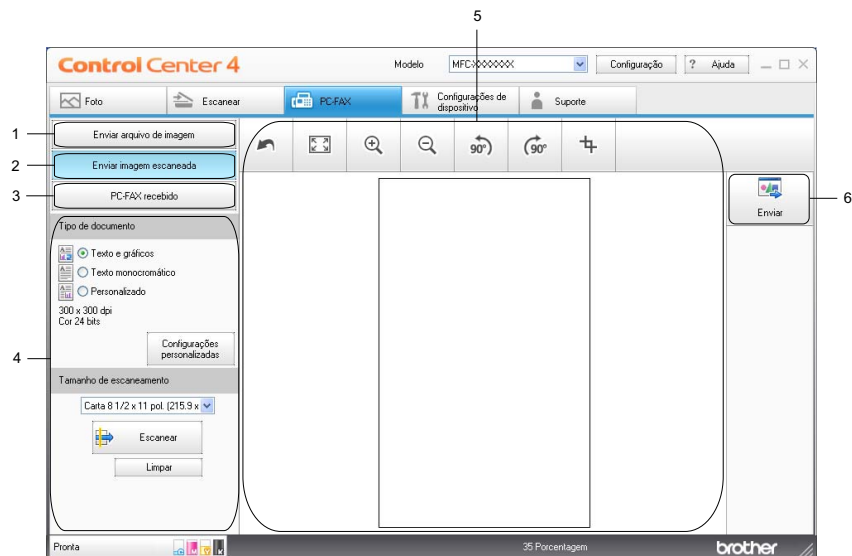 5
Control Center 4
Modelo
MFC-XXXXXX
Configuração
? Ajuda
Foto
Escanear
PC-FAX
Configurações de
dispositivo
Suporte
1
Enviar arquivo de imagem
2
Enviar imagem escaneada
3
PC-FAX recebido
90°
90°
6
Enviar
Tipo de documento
Texto e gráficos
Texto monocromático
Personalizado
300 x 300 dpi
Cor 24 bits
4
Configurações
personalizadas
Tamanho de escaneamento
Carta 8 1/2 x 11 pol. (215.9 x
Escanear
Limpar
Pronta
35 Porcentagem
brother